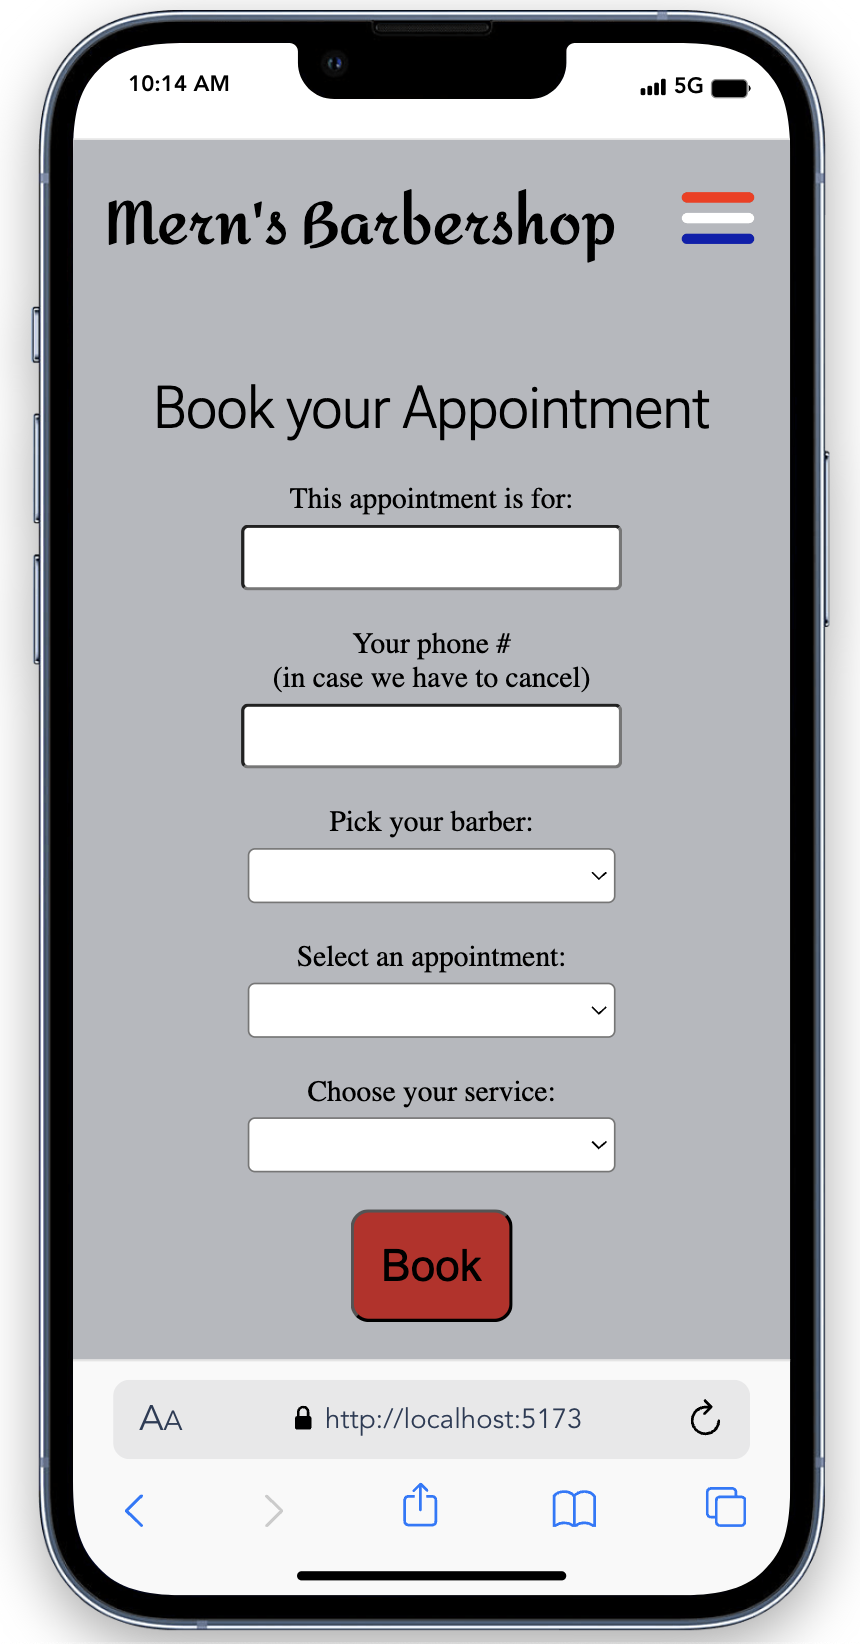 10:14 AM
5G
Mern's Barbershop
Book your Appointment
This appointment is for:
Your phone #
(in case we have to cancel)
Pick your barber:
Select an appointment:
Choose your service:
Book
AA
http://localhost:5173